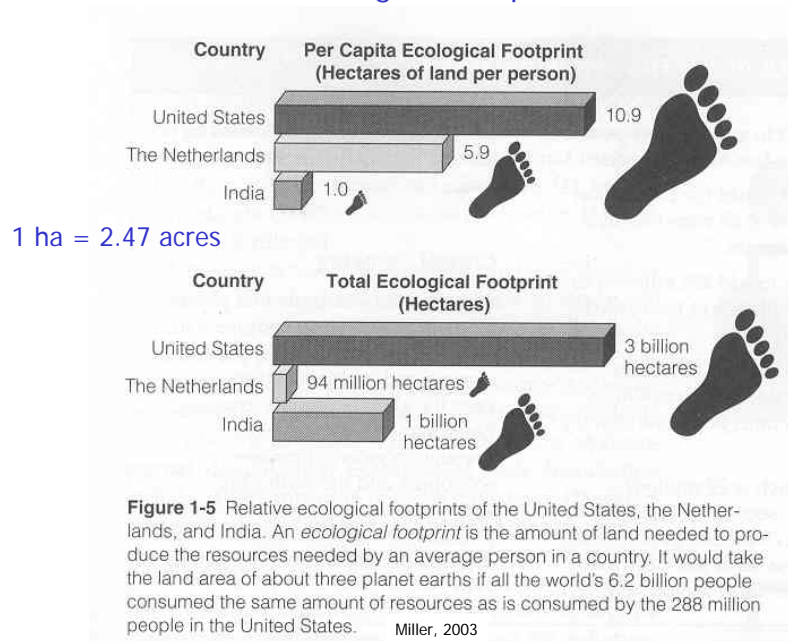 Country Per Capita Ecological Footprint
(Hectares of land per person)
United States 10.9
The Netherlands 5.9
India 1.0
1 ha = 2.47 acres
Country Total Ecological Footprint
(Hectares)
United States 3 billion
hectares
The Netherlands 94 million hectares
India 1 billion
hectares
Figure 1-5 Relative ecological footprints of the United States, the Nether-
lands, and India. An ecological footprint is the amount of land needed to pro-
duce the resources needed by an average person in a country. It would take
the land area of about three planet earths if all the world's 6.2 billion people
consumed the same amount of resources as is consumed by the 288 million
people in the United States. Miller, 2003